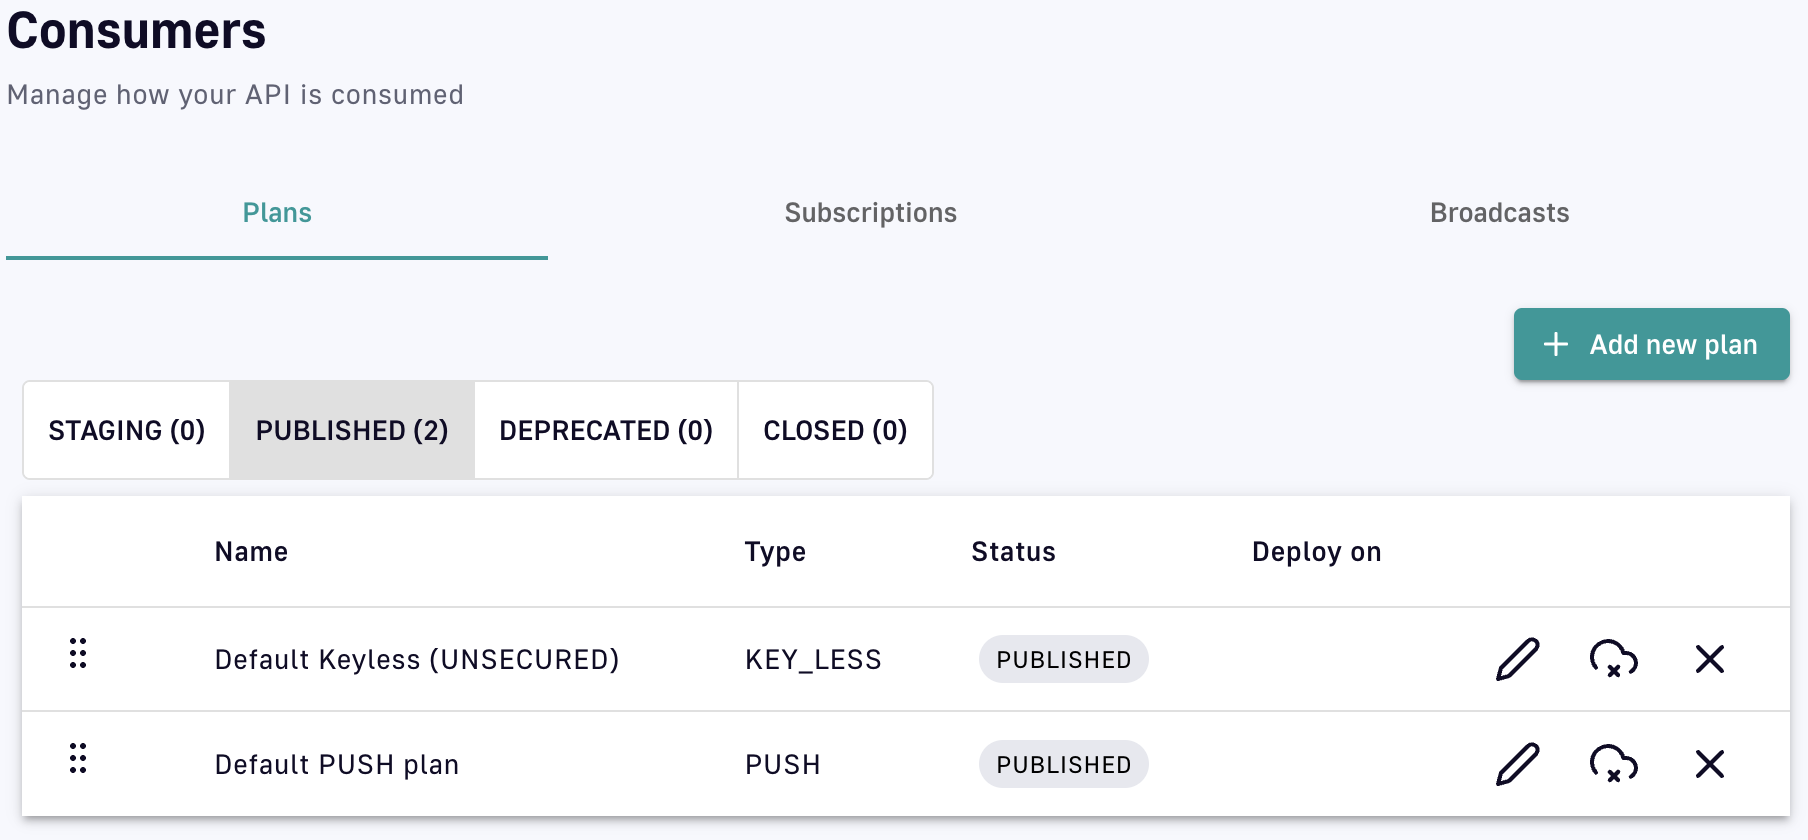 Consumers
Manage how your API is consumed
Plans Subscriptions Broadcasts
Add new plan
STAGING (0) PUBLISHED (2) DEPRECATED (0) CLOSED (0)
Name Type Status Deploy on
Default Keyless (UNSECURED) KEY_LESS PUBLISHED
Default PUSH plan PUSH PUBLISHED